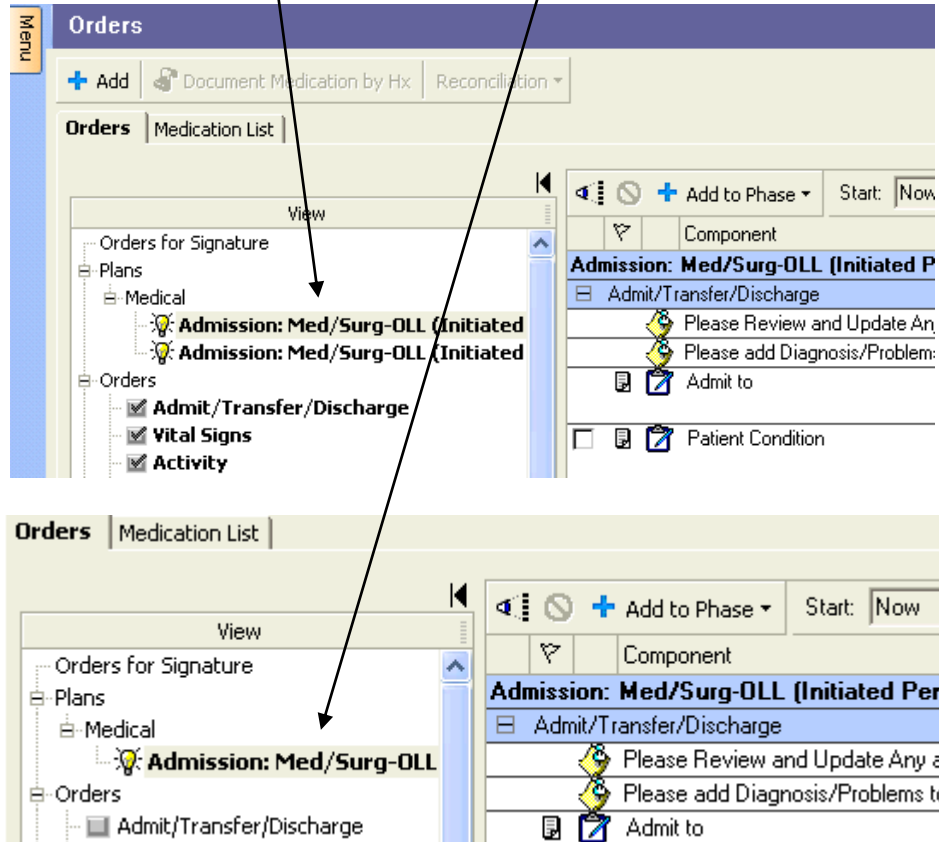 Menu
Orders
Add Document Medication by Hx Reconciliation
Orders Medication List
Add to Phase Start: Now
View
Component
Orders for Signature
Plans
Medical
Admission: Med/Surg-OLL (Initiated
Admission: Med/Surg-OLL (Initiated
Orders
Admit/Transfer/Discharge
Vital Signs
Activity
Admission: Med/Surg-OLL (Initiated P
Admit/Transfer/Discharge
Please Review and Update An
Please add Diagnosis/Problem
Admit to
Patient Condition
Orders Medication List
Add to Phase Start: Now
View
Component
Orders for Signature
Plans
Medical
Admission: Med/Surg-OLL
Orders
Admit/Transfer/Discharge
Admission: Med/Surg-OLL (Initiated Per
Admit/Transfer/Discharge
Please Review and Update Any a
Please add Diagnosis/Problems t
Admit to